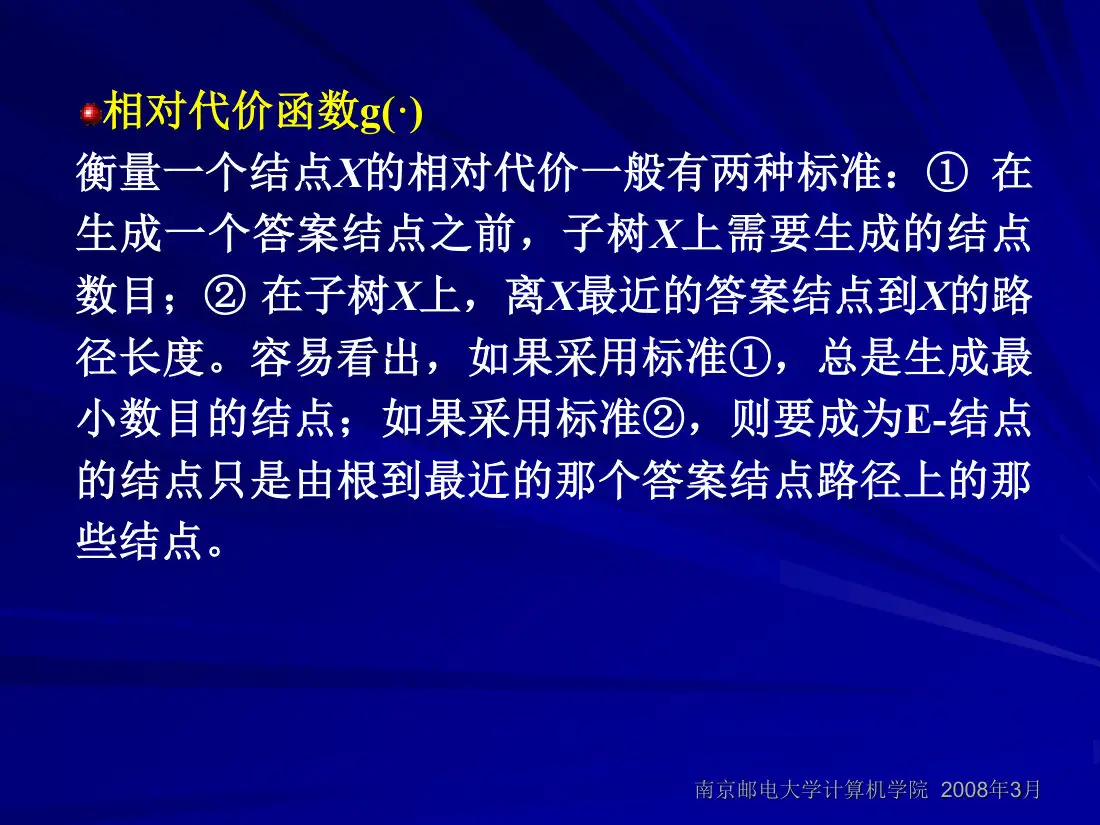 相对代价函数g(·)
衡量一个结点X的相对代价一般有两种标准：① 在
生成一个答案结点之前，子树X上需要生成的结点
数目；② 在子树X上，离X最近的答案结点到X的路
径长度。容易看出，如果采用标准①，总是生成最
小数目的结点；如果采用标准②，则要成为E-结点
的结点只是由根到最近的那个答案结点路径上的那
些结点。
南京邮电大学计算机学院 2008年3月